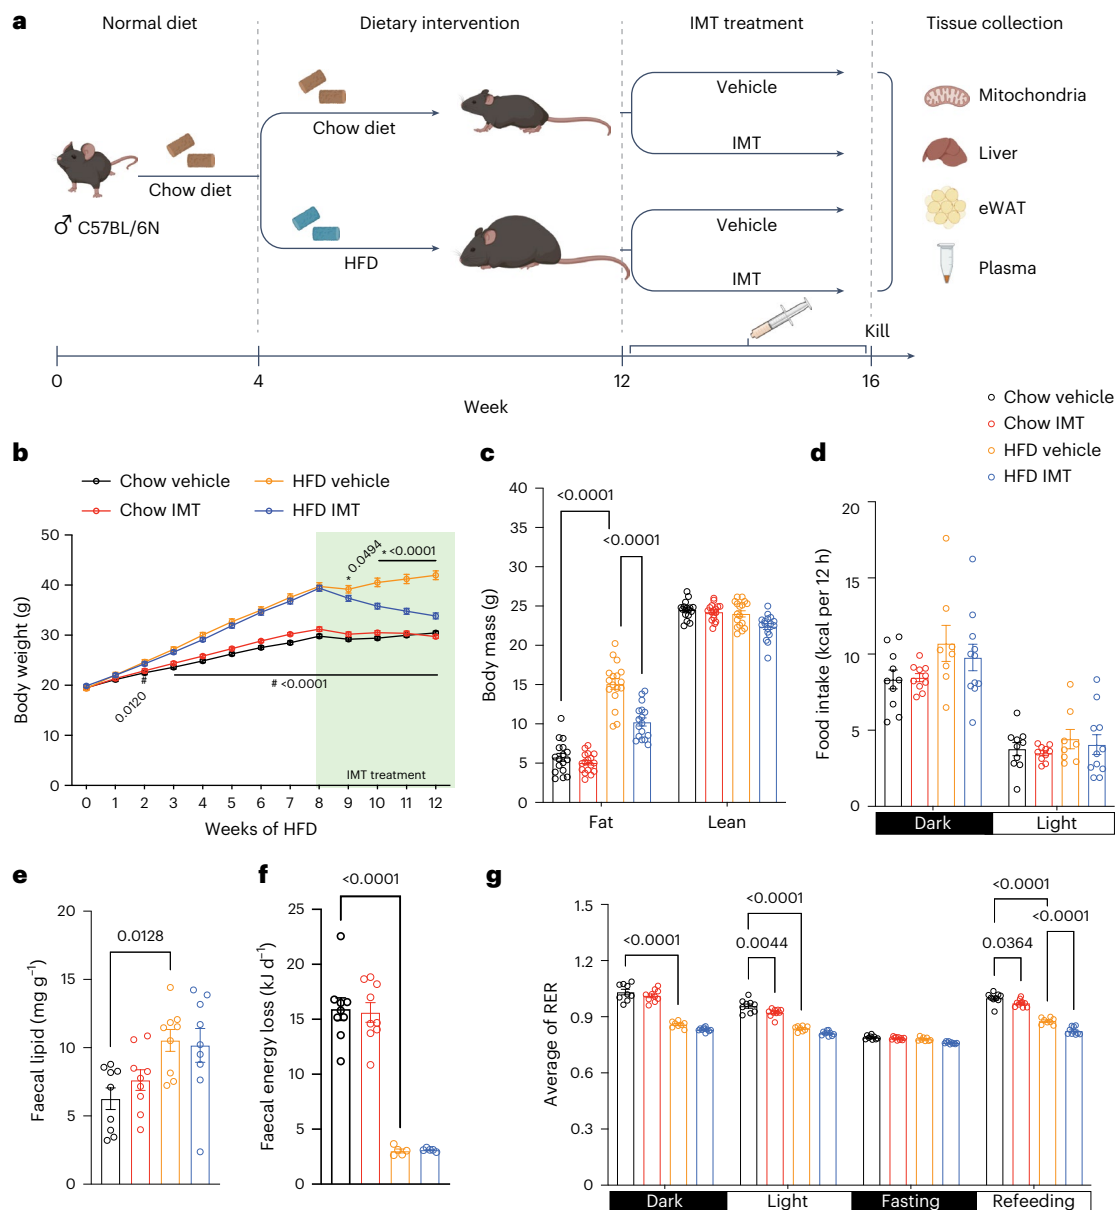 a
Normal diet
Dietary intervention
IMT treatment
Tissue collection
Chow diet
♂ C57BL/6N
Chow diet
HFD
Vehicle
IMT
Vehicle
IMT
Mitochondria
Liver
eWAT
Plasma
Kill
0
4
12
16
Week
Chow vehicle
Chow IMT
HFD vehicle
HFD IMT
b
Chow vehicle
HFD vehicle
Chow IMT
HFD IMT
Body weight (g)
50
40
30
20
10
0
* 0.0494
* <0.0001
#
0.0120
# <0.0001
IMT treatment
0 1 2 3 4 5 6 7 8 9 10 11 12
Weeks of HFD
c
Body mass (g)
40
35
30
25
20
15
10
5
0
<0.0001
<0.0001
Fat
Lean
d
Food intake (kcal per 12 h)
20
15
10
5
0
Dark
Light
e
Faecal lipid (mg g⁻¹)
20
15
10
5
0
0.0128
f
Faecal energy loss (kJ d⁻¹)
25
20
15
10
5
0
<0.0001
g
Average of RER
1.5
1.2
0.9
0.6
0.3
0
<0.0001
<0.0001
0.0044
<0.0001
<0.0001
0.0364
Dark
Light
Fasting
Refeeding